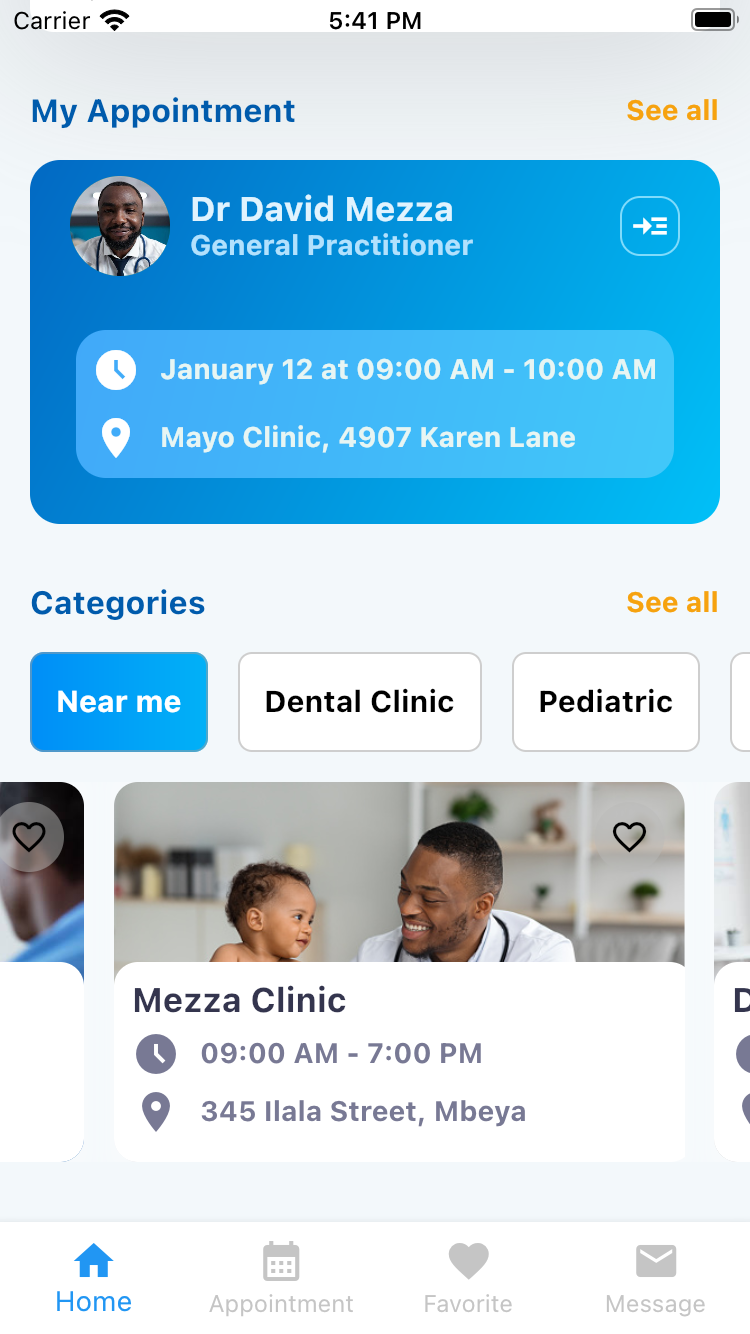 Carrier 5:41 PM
My Appointment See all
Dr David Mezza
General Practitioner
January 12 at 09:00 AM - 10:00 AM
Mayo Clinic, 4907 Karen Lane
Categories See all
Near me Dental Clinic Pediatric
Mezza Clinic
09:00 AM - 7:00 PM
345 Ilala Street, Mbeya
Home Appointment Favorite Message